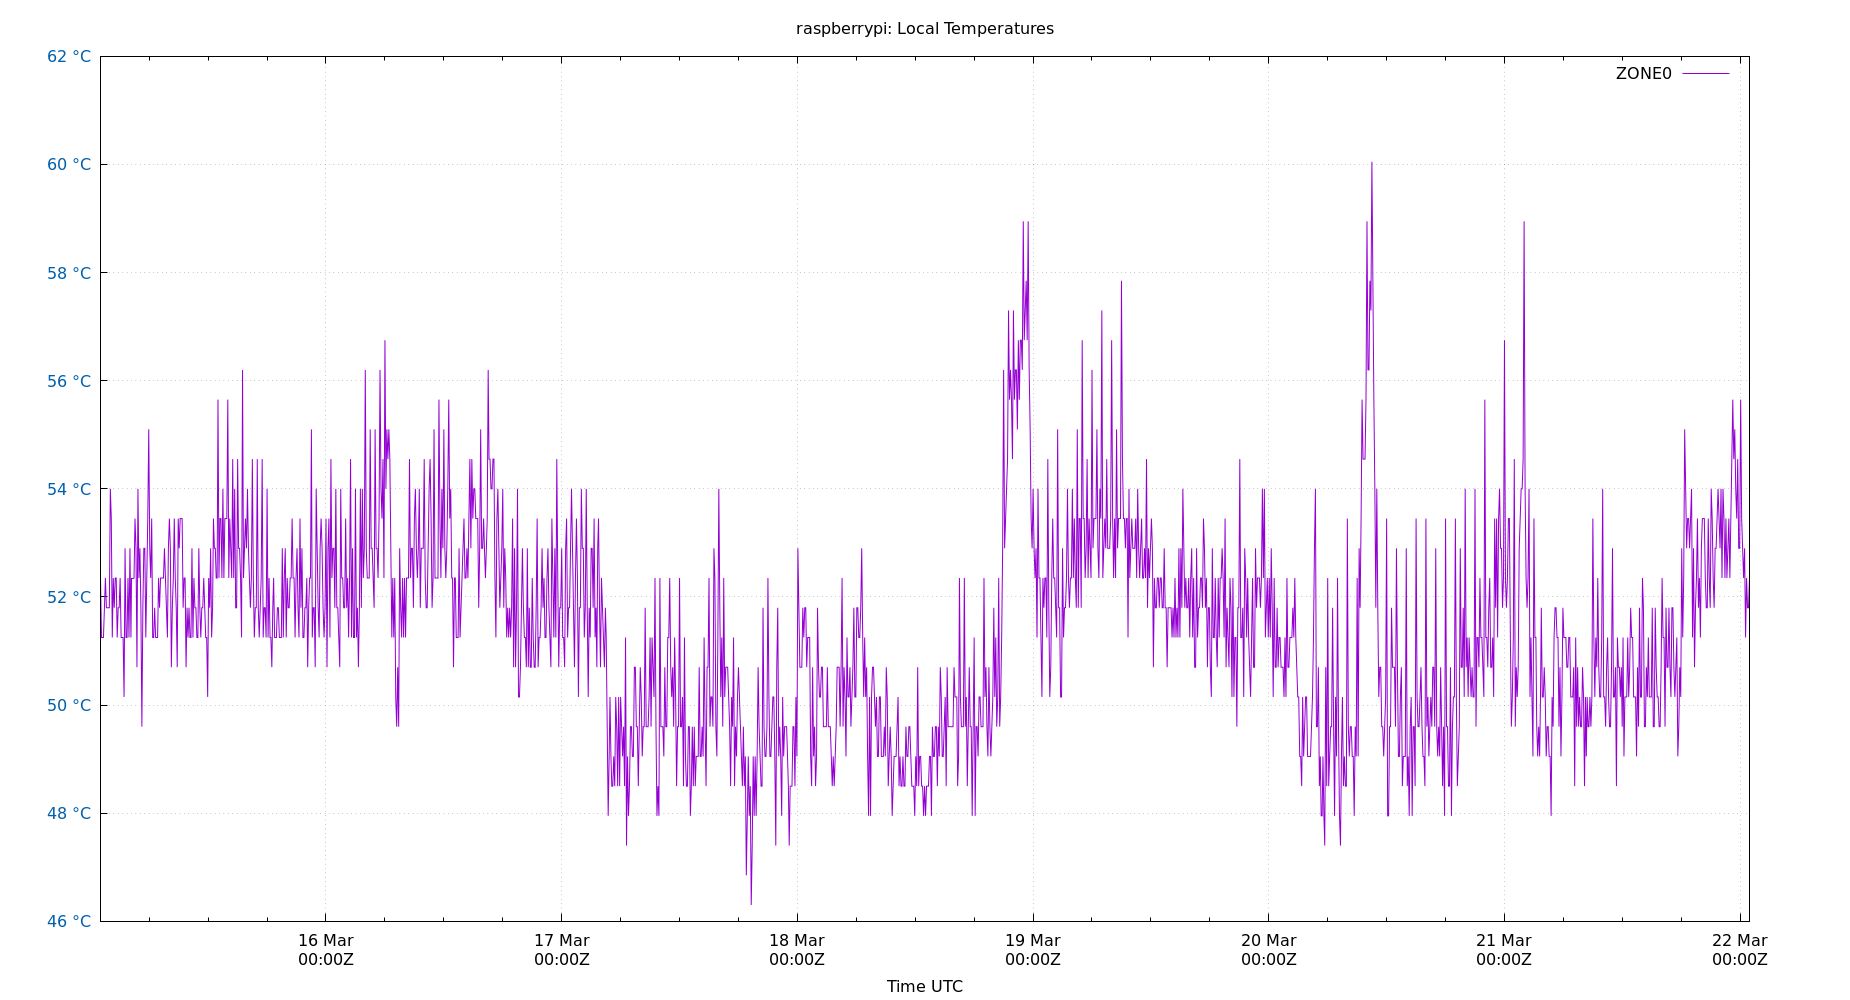 raspberrypi: Local Temperatures
62 °C
ZONE0
60 °C
58 °C
56 °C
54 °C
52 °C
50 °C
48 °C
46 °C
16 Mar 17 Mar 18 Mar 19 Mar 20 Mar 21 Mar 22 Mar
00:00Z 00:00Z 00:00Z 00:00Z 00:00Z 00:00Z 00:00Z
Time UTC